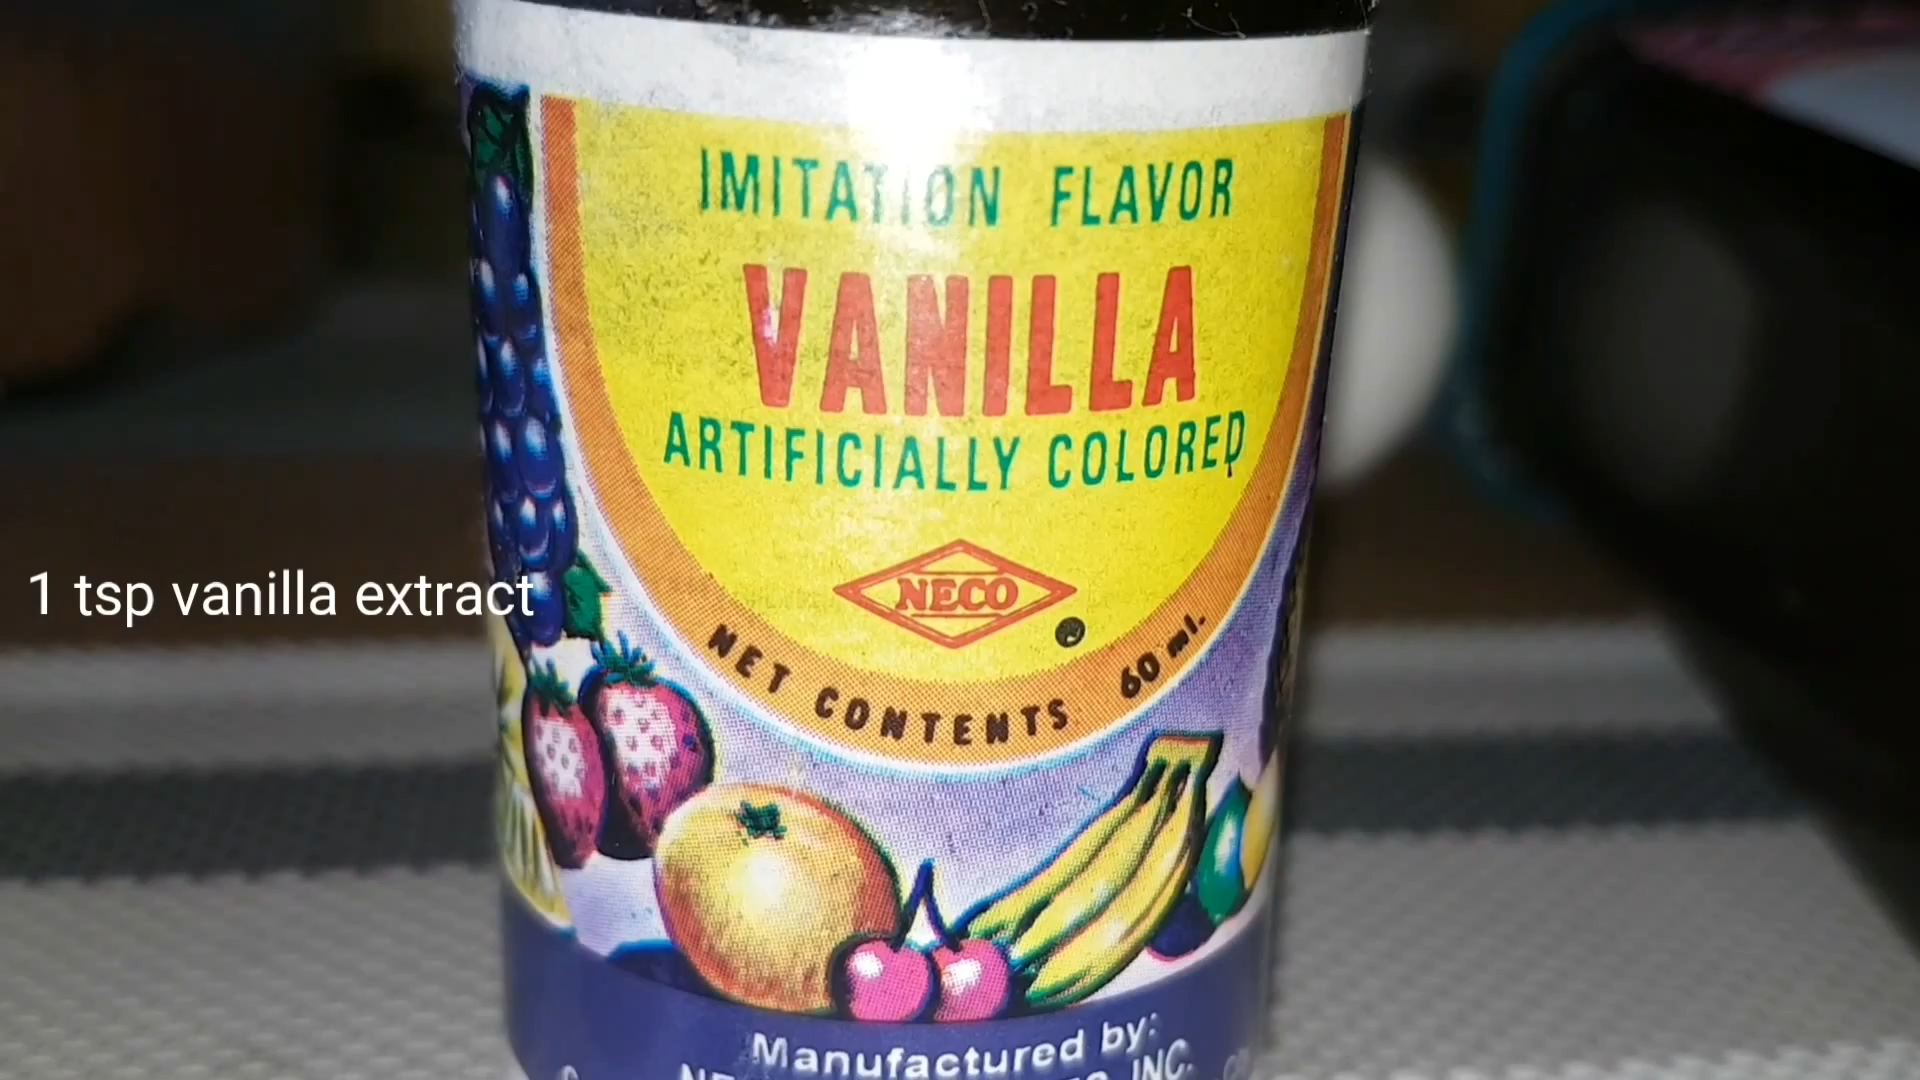 IMITATION FLAVOR
VANILLA
ARTIFICIALLY COLORED
NECO
NET CONTENTS 60 ml.
1 tsp vanilla extract
Manufactured by:
INC.